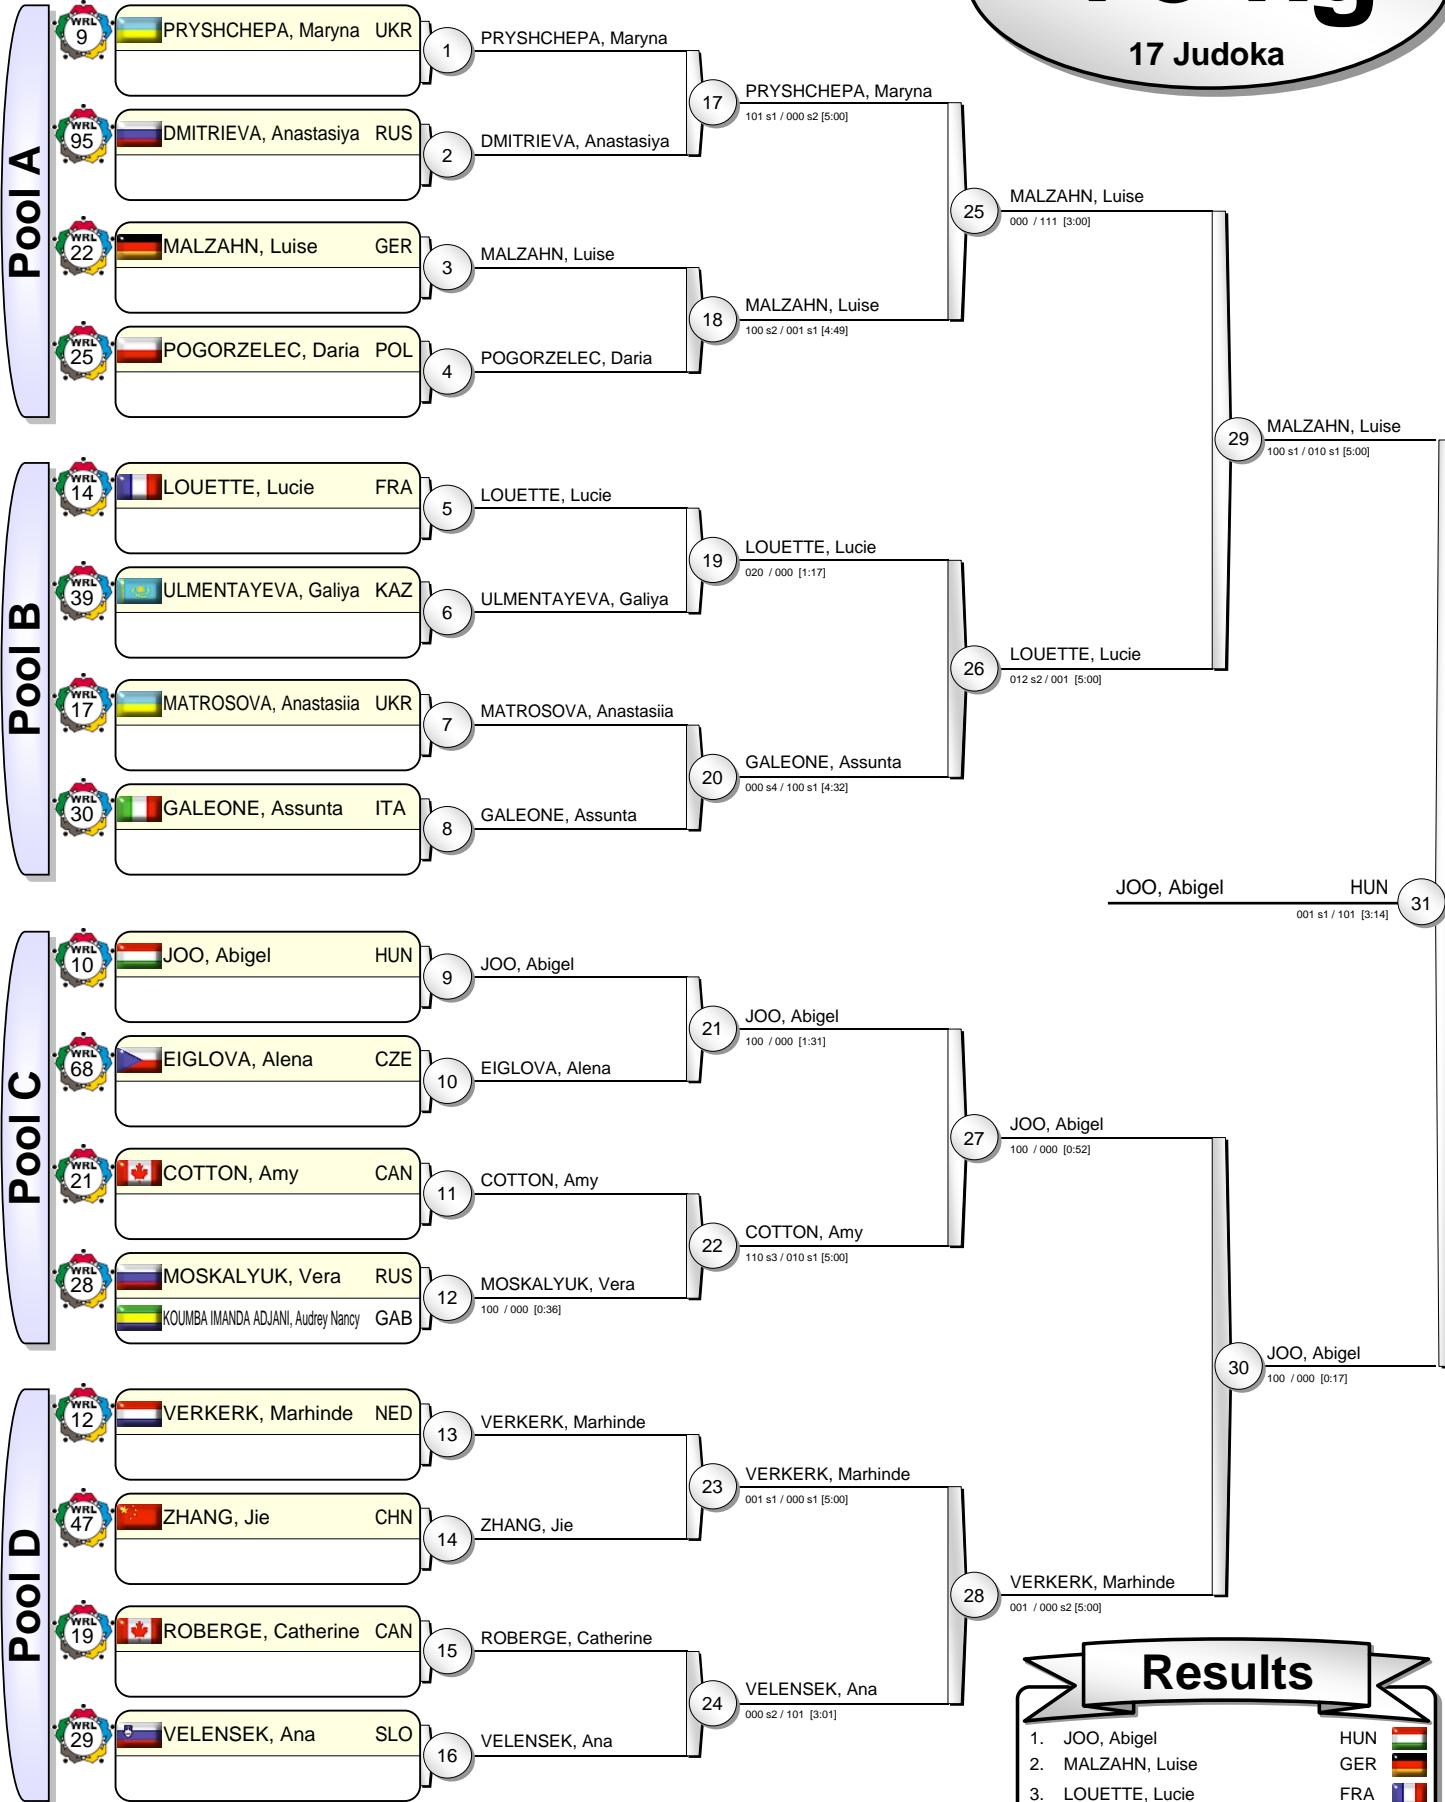 17 Judoka
Pool A
WRL 9 PRYSHCHEPA, Maryna UKR
1
PRYSHCHEPA, Maryna
WRL 95 DMITRIEVA, Anastasiya RUS
2
DMITRIEVA, Anastasiya
17
PRYSHCHEPA, Maryna
101 s1 / 000 s2 [5:00]
WRL 22 MALZAHN, Luise GER
3
MALZAHN, Luise
WRL 25 POGORZELEC, Daria POL
4
POGORZELEC, Daria
18
MALZAHN, Luise
100 s2 / 001 s1 [4:49]
25
MALZAHN, Luise
000 / 111 [3:00]
Pool B
WRL 14 LOUETTE, Lucie FRA
5
LOUETTE, Lucie
WRL 39 ULMENTAYEVA, Galiya KAZ
6
ULMENTAYEVA, Galiya
19
LOUETTE, Lucie
020 / 000 [1:17]
WRL 17 MATROSOVA, Anastasiia UKR
7
MATROSOVA, Anastasiia
WRL 30 GALEONE, Assunta ITA
8
GALEONE, Assunta
20
GALEONE, Assunta
000 s4 / 100 s1 [4:32]
26
LOUETTE, Lucie
012 s2 / 001 [5:00]
29
MALZAHN, Luise
100 s1 / 010 s1 [5:00]
JOO, Abigel HUN
001 s1 / 101 [3:14]
31
Pool C
WRL 10 JOO, Abigel HUN
9
JOO, Abigel
WRL 68 EIGLOVA, Alena CZE
10
EIGLOVA, Alena
21
JOO, Abigel
100 / 000 [1:31]
WRL 21 COTTON, Amy CAN
11
COTTON, Amy
WRL 28 MOSKALYUK, Vera RUS
KOUMBA IMANDA ADJANI, Audrey Nancy GAB
12
MOSKALYUK, Vera
100 / 000 [0:36]
22
COTTON, Amy
110 s3 / 010 s1 [5:00]
27
JOO, Abigel
100 / 000 [0:52]
Pool D
WRL 12 VERKERK, Marhinde NED
13
VERKERK, Marhinde
WRL 47 ZHANG, Jie CHN
14
ZHANG, Jie
23
VERKERK, Marhinde
001 s1 / 000 s1 [5:00]
WRL 19 ROBERGE, Catherine CAN
15
ROBERGE, Catherine
WRL 29 VELENSEK, Ana SLO
16
VELENSEK, Ana
24
VELENSEK, Ana
000 s2 / 101 [3:01]
28
VERKERK, Marhinde
001 / 000 s2 [5:00]
30
JOO, Abigel
100 / 000 [0:17]
Results
1. JOO, Abigel HUN
2. MALZAHN, Luise GER
3. LOUETTE, Lucie FRA